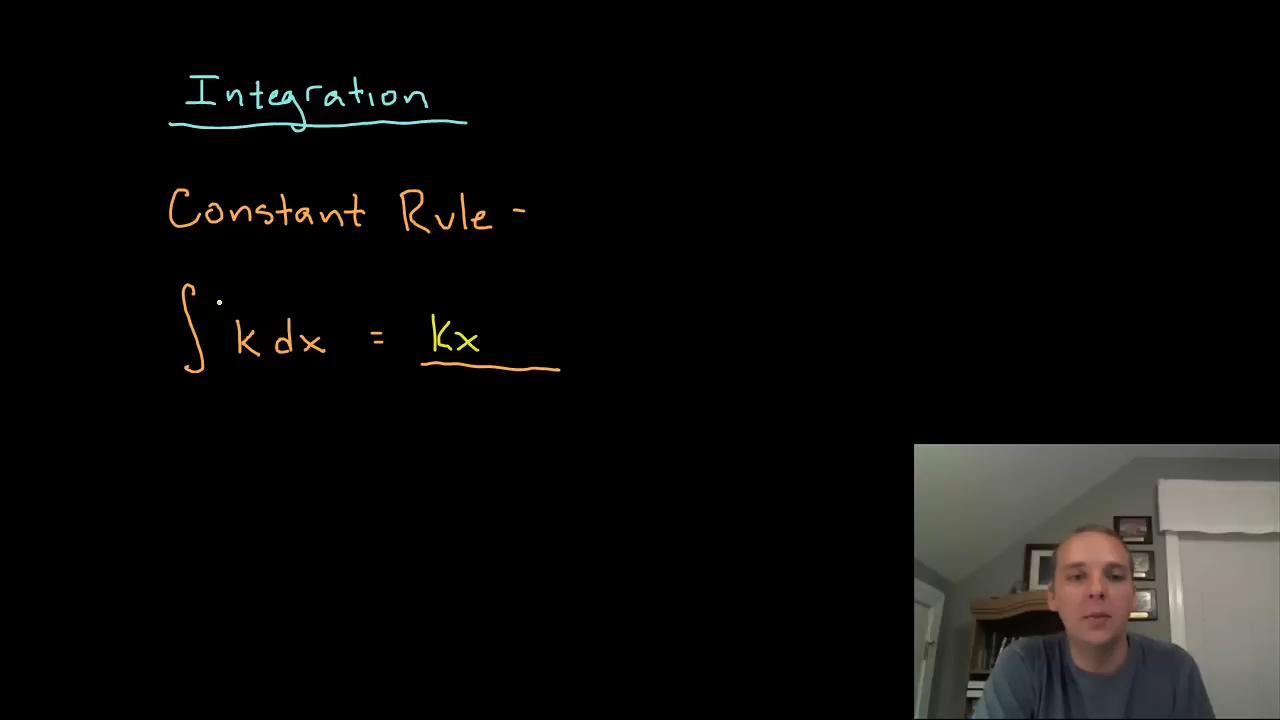 Integration
Constant Rule -
∫ k dx = kx